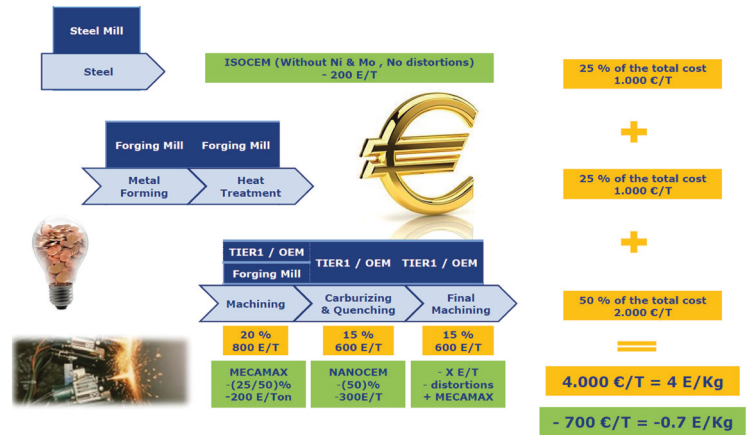 Steel Mill
Steel
ISOCEM (Without Ni & Mo , No distortions)
- 200 E/T
25 % of the total cost
1.000 €/T
+
Forging Mill
Forging Mill
Metal
Forming
Heat
Treatment
25 % of the total cost
1.000 €/T
+
TIER1 / OEM
Forging Mill
TIER1 / OEM
TIER1 / OEM
Machining
Carburizing
& Quenching
Final
Machining
50 % of the total cost
2.000 €/T
=
20 %
800 E/T
15 %
600 E/T
15 %
600 E/T
MECAMAX
-(25/50)%
-200 E/Ton
NANOCEM
-(50)%
-300E/T
- X E/T
- distortions
+ MECAMAX
4.000 €/T = 4 E/Kg
- 700 €/T = -0.7 E/Kg